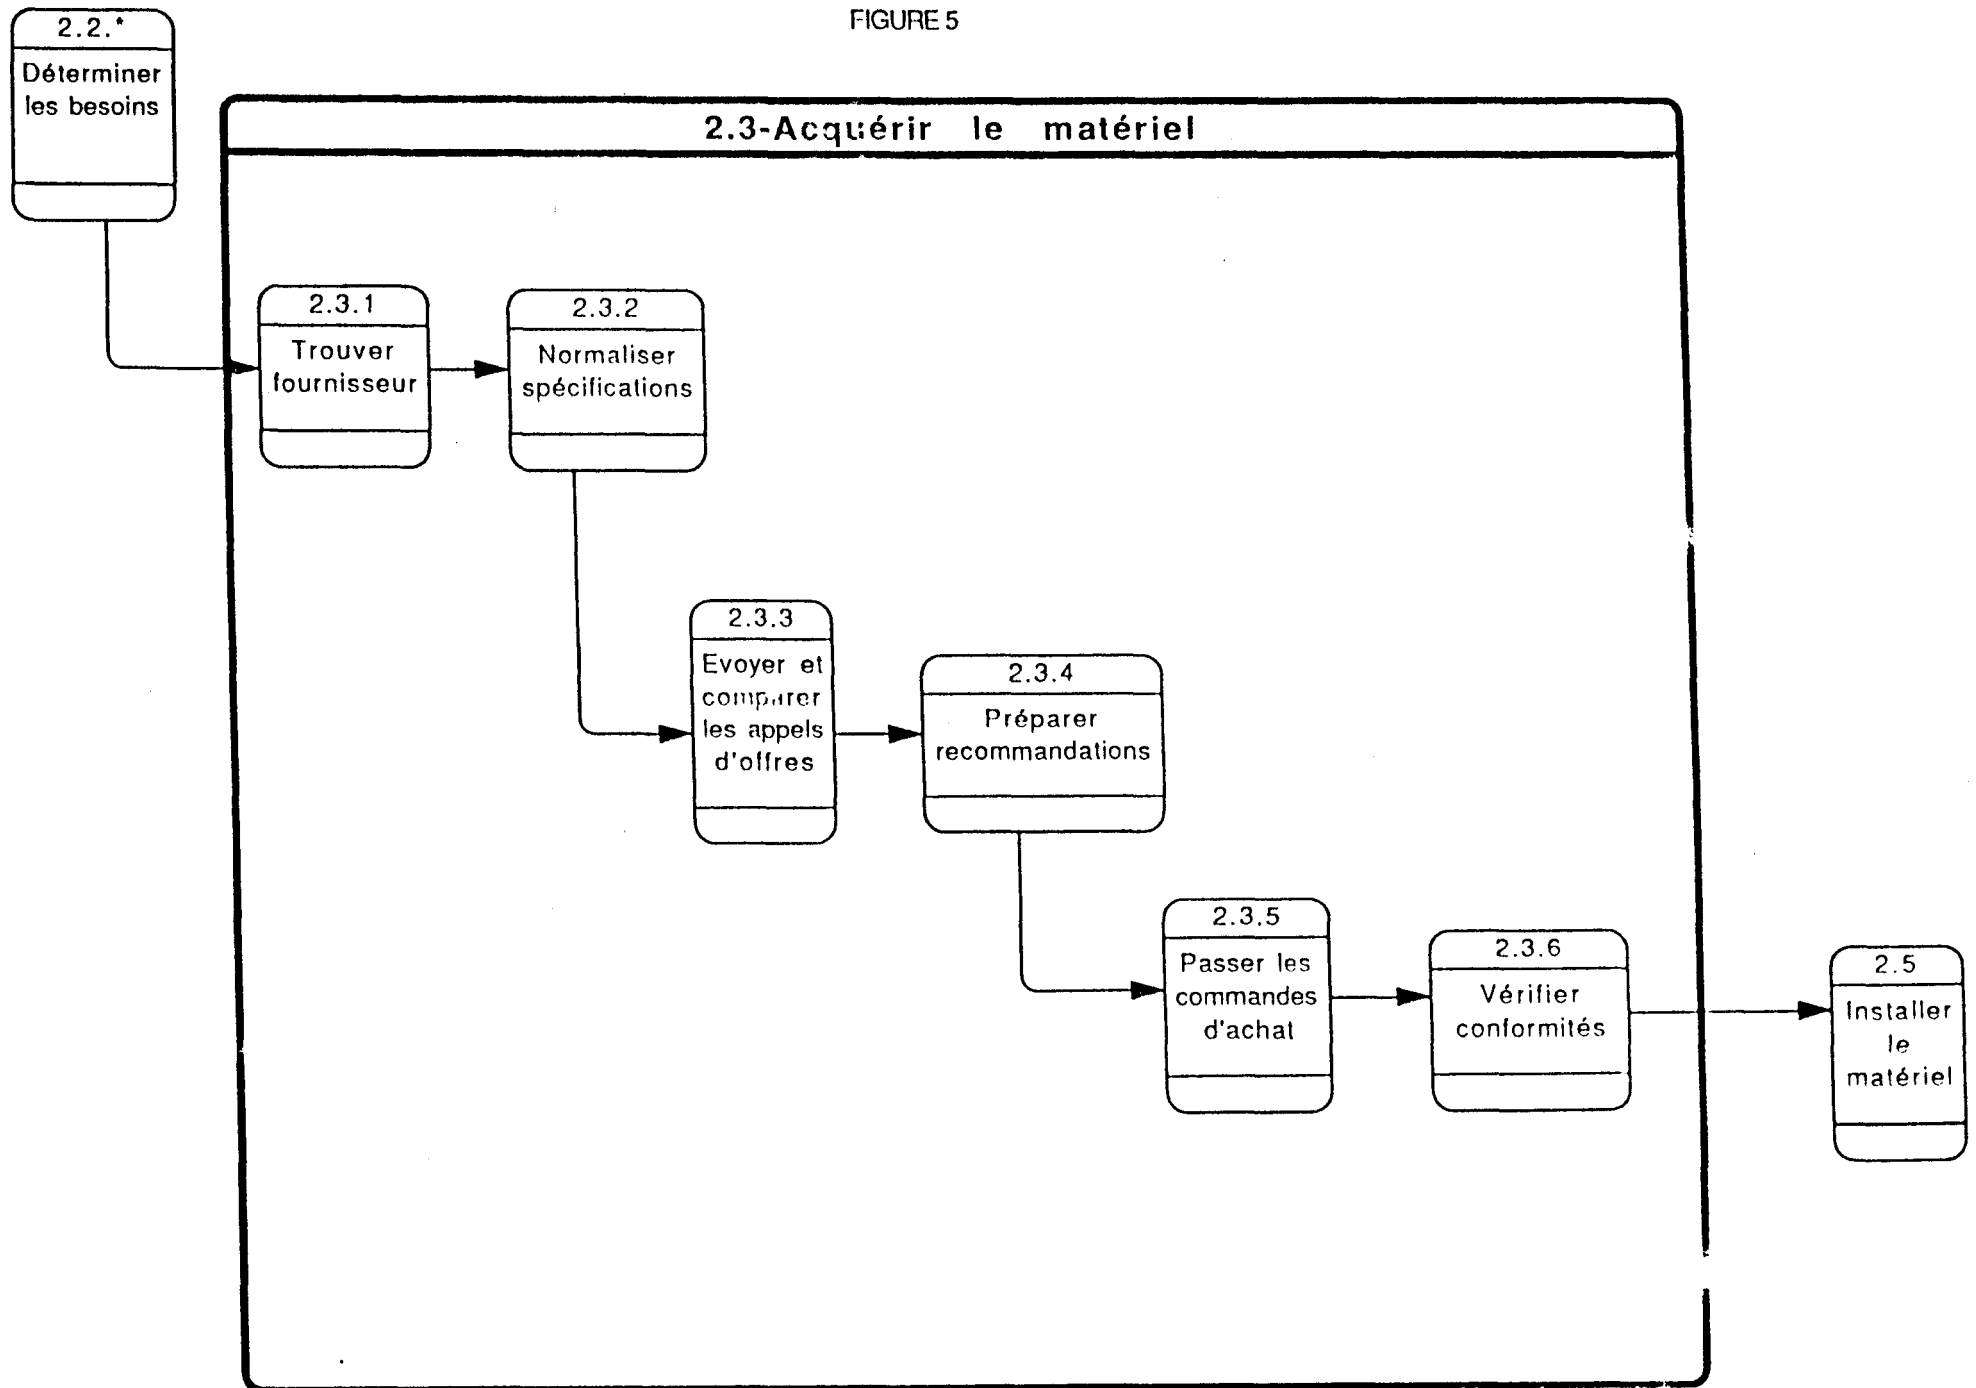 FIGURE 5
2.2.*
Déterminer
les besoins
2.3-Acquérir le matériel
2.3.1
Trouver
fournisseur
2.3.2
Normaliser
spécifications
2.3.3
Evoyer et
comparer
les appels
d'offres
2.3.4
Préparer
recommandations
2.3.5
Passer les
commandes
d'achat
2.3.6
Vérifier
conformités
2.5
Installer
le
matériel